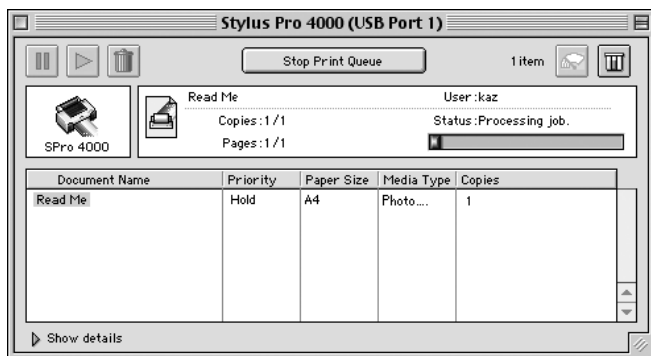 Stylus Pro 4000 (USB Port 1)
Stop Print Queue
1 item
SPro 4000
Read Me
User :kaz
Copies :1 /1
Status :Processing job.
Pages :1 /1
Document Name Priority Paper Size Media Type Copies
Read Me Hold A4 Photo.... 1
Show details